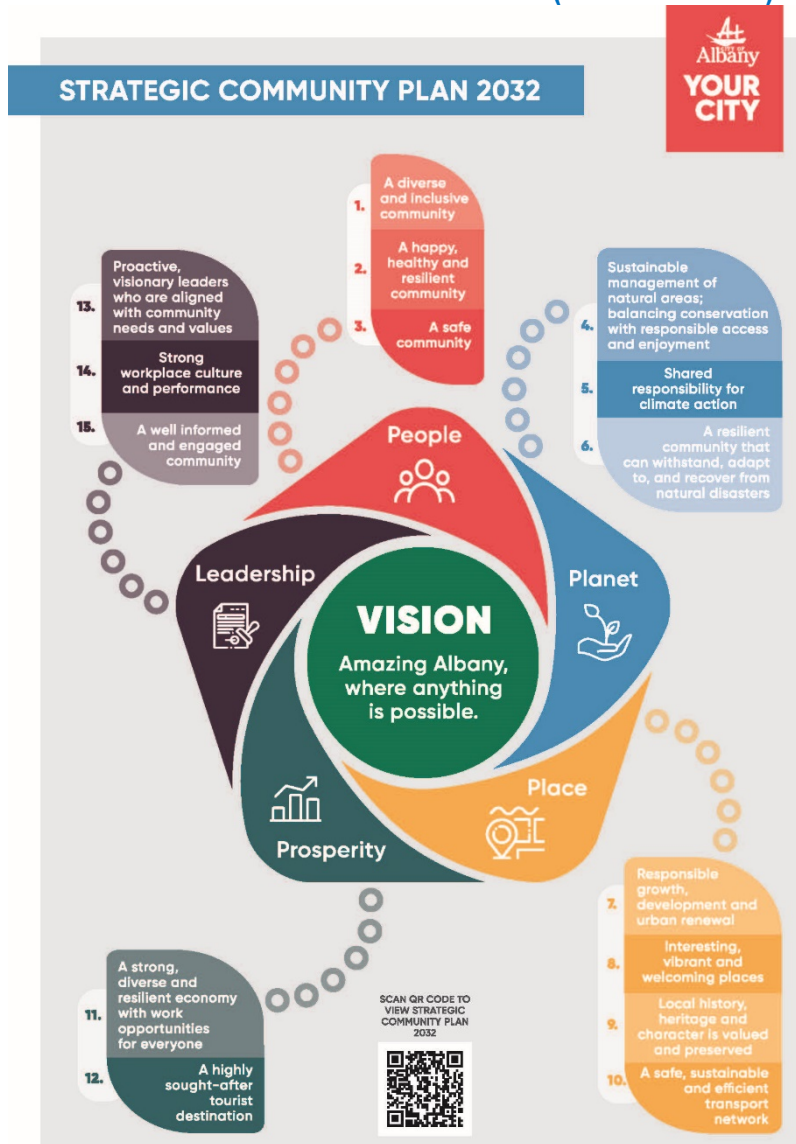 CITY OF
Albany
YOUR
CITY
STRATEGIC COMMUNITY PLAN 2032
1.
A diverse
and inclusive
community
2.
A happy,
healthy and
resilient
community
3.
A safe
community
13.
Proactive,
visionary leaders
who are aligned
with community
needs and values
14.
Strong
workplace culture
and performance
15.
A well informed
and engaged
community
4.
Sustainable
management of
natural areas;
balancing conservation
with responsible access
and enjoyment
5.
Shared
responsibility for
climate action
6.
A resilient
community that
can withstand, adapt
to, and recover from
natural disasters
People
Leadership
Planet
VISION
Amazing Albany,
where anything
is possible.
Place
Prosperity
7.
Responsible
growth,
development and
urban renewal
8.
Interesting,
vibrant and
welcoming places
9.
Local history,
heritage and
character is valued
and preserved
10.
A safe, sustainable
and efficient
transport
network
11.
A strong,
diverse and
resilient economy
with work
opportunities
for everyone
12.
A highly
sought-after
tourist
destination
SCAN QR CODE TO
VIEW STRATEGIC
COMMUNITY PLAN
2032